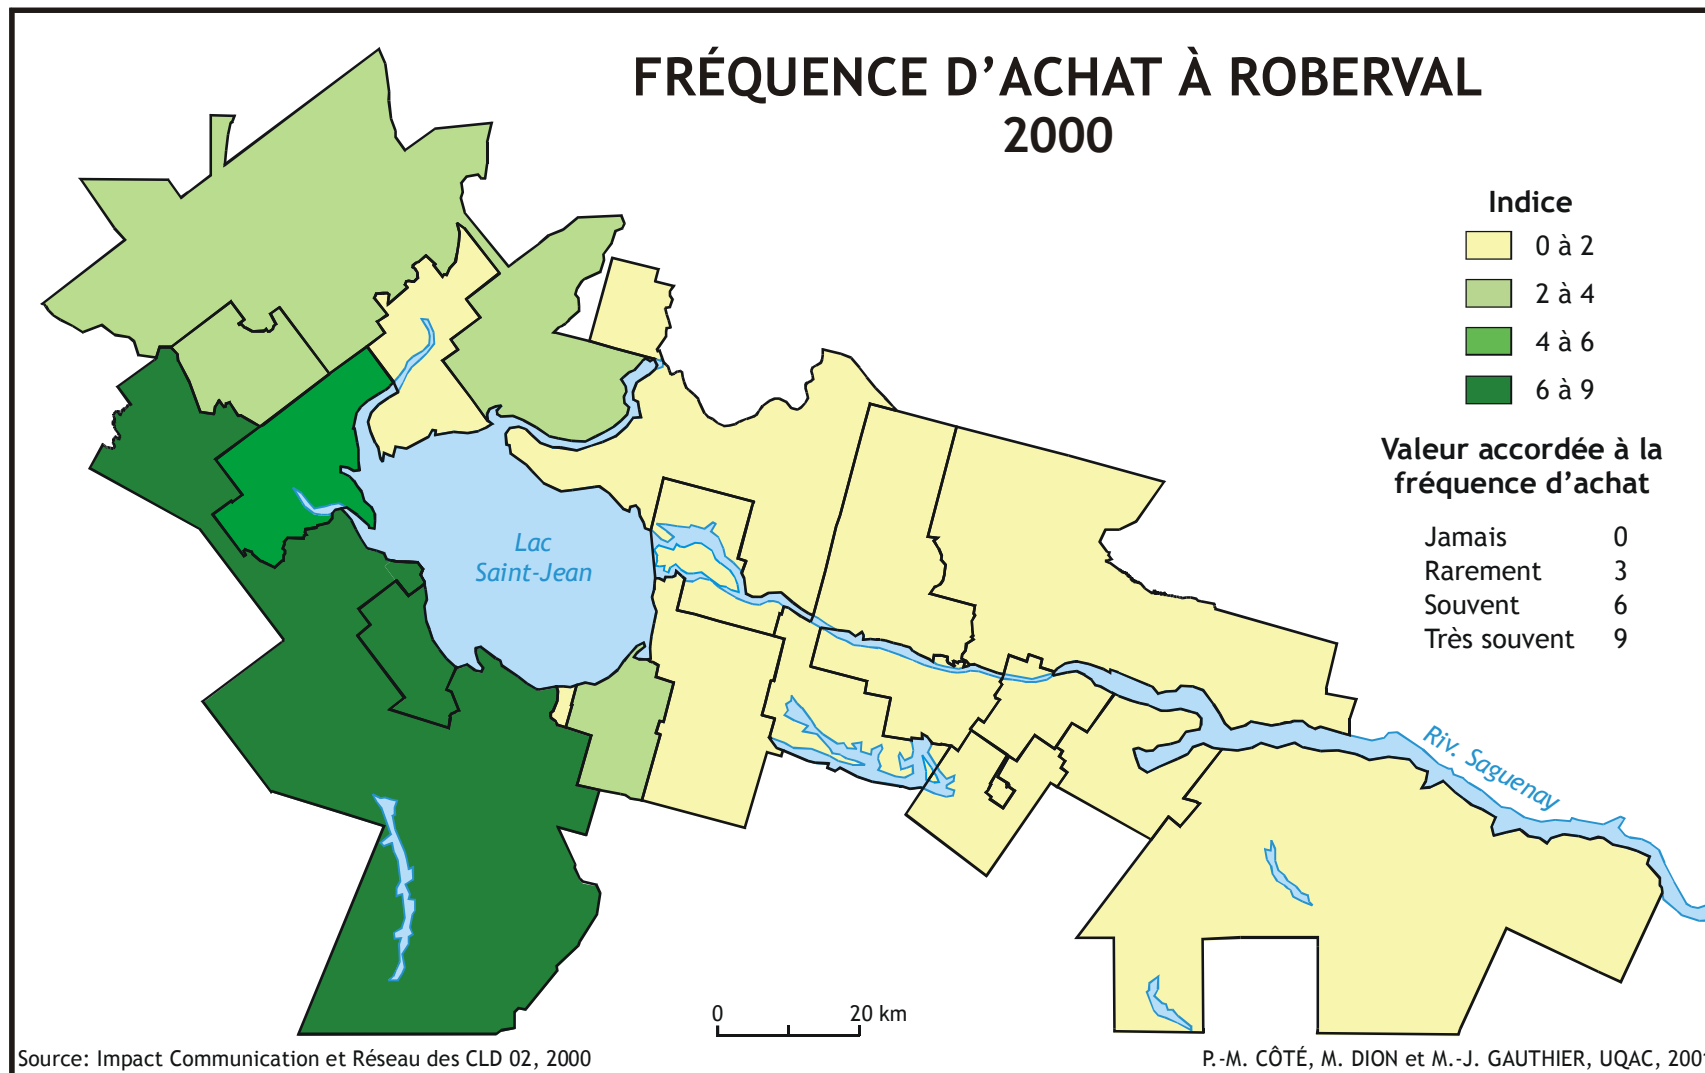 FRÉQUENCE D'ACHAT À ROBERVAL
2000
Indice
0 à 2
2 à 4
4 à 6
6 à 9
Valeur accordée à la
fréquence d'achat
Jamais 0
Rarement 3
Souvent 6
Très souvent 9
Lac
Saint-Jean
Riv. Saguenay
0 20 km
Source: Impact Communication et Réseau des CLD 02, 2000
P.-M. CÔTÉ, M. DION et M.-J. GAUTHIER, UQAC, 2001